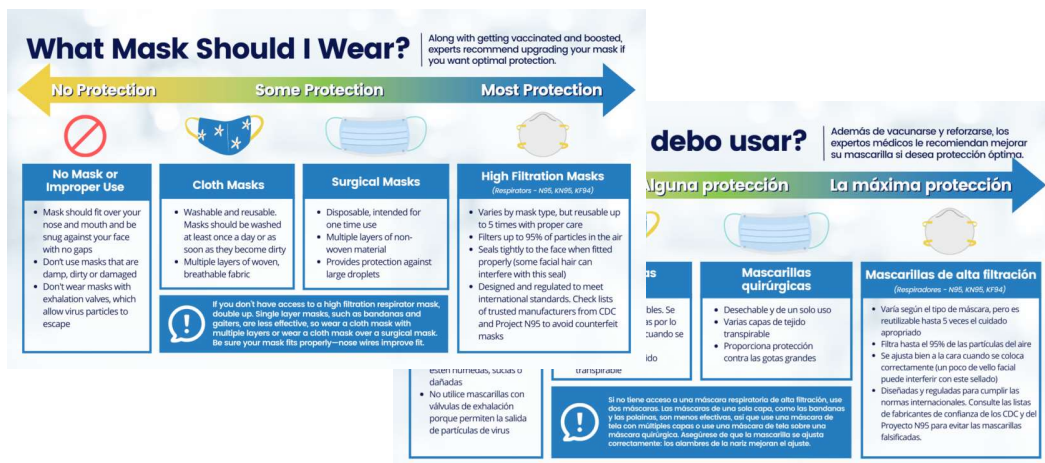 What Mask Should I Wear?
Along with getting vaccinated and boosted,
experts recommend upgrading your mask if
you want optimal protection.
No Protection
Some Protection
Most Protection
No Mask or
Improper Use
• Mask should fit over your
nose and mouth and be
snug against your face
with no gaps
• Don't use masks that are
damp, dirty or damaged
• Don't wear masks with
exhalation valves, which
allow virus particles to
escape
Cloth Masks
• Washable and reusable.
Masks should be washed
at least once a day or as
soon as they become dirty
• Multiple layers of woven,
breathable fabric
Surgical Masks
• Disposable, intended for
one time use
• Multiple layers of non-
woven material
• Provides protection against
large droplets
High Filtration Masks
(Respirators - N95, KN95, KF94)
• Varies by mask type, but reusable up
to 5 times with proper care
• Filters up to 95% of particles in the air
• Seals tightly to the face when fitted
properly (some facial hair can
interfere with this seal)
• Designed and regulated to meet
international standards. Check lists
of trusted manufacturers from CDC
and Project N95 to avoid counterfeit
masks
If you don't have access to a high filtration respirator mask,
double up. Single layer masks, such as bandanas and
gaiters, are less effective, so wear a cloth mask with
multiple layers or wear a cloth mask over a surgical mask.
Be sure your mask fits properly—nose wires improve fit.
debo usar?
Además de vacunarse y reforzarse, los
expertos médicos le recomiendan mejorar
su mascarilla si desea protección óptima.
Alguna protección
La máxima protección
as
bles. Se
as por lo
cuando se
ido
transpirable
Mascarillas
quirúrgicas
• Desechable y de un solo uso
• Varias capas de tejido
transpirable
• Proporciona protección
contra las gotas grandes
Mascarillas de alta filtración
(Respiradores - N95, KN95, KF94)
• Varía según el tipo de máscara, pero es
reutilizable hasta 5 veces el cuidado
apropriado
• Filtra hasta el 95% de las partículas del aire
• Se ajusta bien a la cara cuando se coloca
correctamente (un poco de vello facial
puede interferir con este sellado)
• Diseñadas y reguladas para cumplir las
normas internacionales. Consulte las listas
de fabricantes de confianza de los CDC y del
Proyecto N95 para evitar las mascarillas
falsificadas.
estén húmedas, sucias o
dañadas
• No utilice mascarillas con
válvulas de exhalación
porque permiten la salida
de partículas de virus
Si no tiene acceso a una máscara respiratoria de alta filtración, use
dos máscaras. Las máscaras de una sola capa, como las bandanas
y las polainas, son menos efectivas, así que use una máscara de
tela con múltiples capas o use una máscara de tela sobre una
máscara quirúrgica. Asegúrese de que la mascarilla se ajusta
correctamente: los alambres de la nariz mejoran el ajuste.